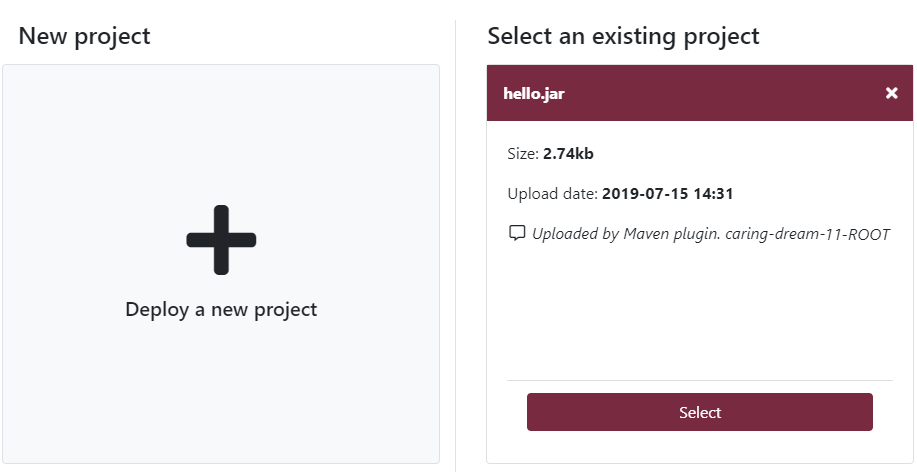 New project
Deploy a new project
Select an existing project
hello.jar
Size: 2.74kb
Upload date: 2019-07-15 14:31
Uploaded by Maven plugin. caring-dream-11-ROOT
Select